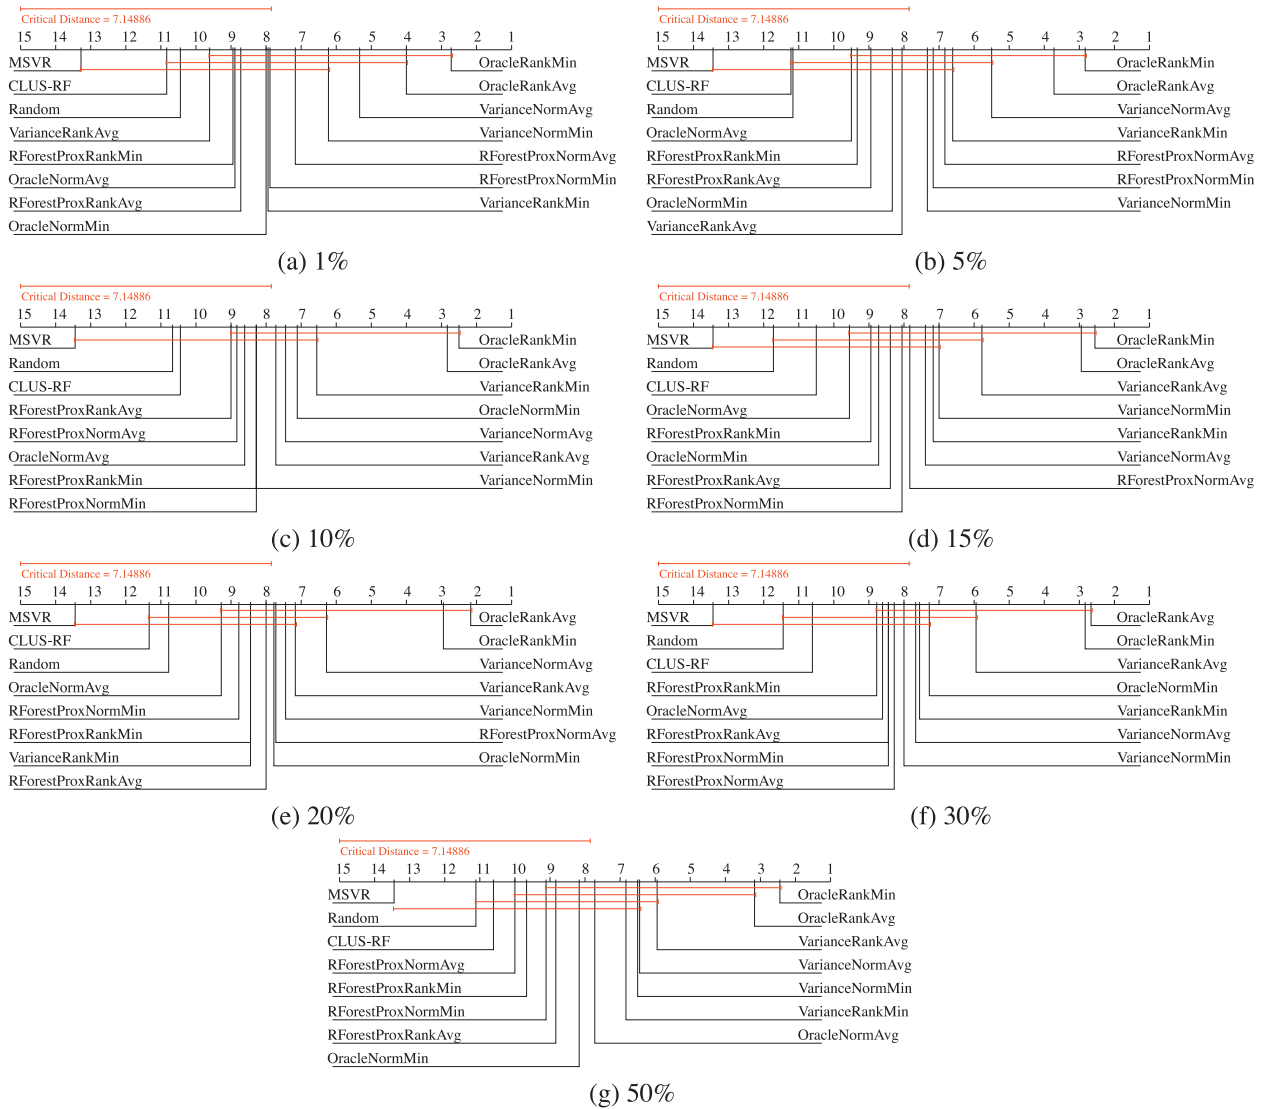 Critical Distance = 7.14886
15 14 13 12 11 10 9 8 7 6 5 4 3 2 1
MSVR OracleRankMin
CLUS-RF OracleRankAvg
Random VarianceNormAvg
VarianceRankAvg VarianceNormMin
RForestProxRankMin RForestProxNormAvg
OracleNormAvg RForestProxNormMin
RForestProxRankAvg VarianceRankMin
OracleNormMin
(a) 1%
Critical Distance = 7.14886
15 14 13 12 11 10 9 8 7 6 5 4 3 2 1
MSVR OracleRankMin
CLUS-RF OracleRankAvg
Random VarianceNormAvg
OracleNormAvg VarianceRankMin
RForestProxRankMin RForestProxNormAvg
RForestProxRankAvg RForestProxNormMin
OracleNormMin VarianceNormMin
VarianceRankAvg
(b) 5%
Critical Distance = 7.14886
15 14 13 12 11 10 9 8 7 6 5 4 3 2 1
MSVR OracleRankMin
Random OracleRankAvg
CLUS-RF VarianceRankMin
RForestProxRankAvg OracleNormMin
RForestProxNormAvg VarianceNormAvg
OracleNormAvg VarianceRankAvg
RForestProxRankMin VarianceNormMin
RForestProxNormMin
(c) 10%
Critical Distance = 7.14886
15 14 13 12 11 10 9 8 7 6 5 4 3 2 1
MSVR OracleRankMin
Random OracleRankAvg
CLUS-RF VarianceRankAvg
OracleNormAvg VarianceNormMin
RForestProxRankMin VarianceRankMin
OracleNormMin VarianceNormAvg
RForestProxRankAvg RForestProxNormAvg
RForestProxNormMin
(d) 15%
Critical Distance = 7.14886
15 14 13 12 11 10 9 8 7 6 5 4 3 2 1
MSVR OracleRankAvg
CLUS-RF OracleRankMin
Random VarianceNormAvg
OracleNormAvg VarianceRankAvg
RForestProxNormMin VarianceNormMin
RForestProxRankMin RForestProxNormAvg
VarianceRankMin OracleNormMin
RForestProxRankAvg
(e) 20%
Critical Distance = 7.14886
15 14 13 12 11 10 9 8 7 6 5 4 3 2 1
MSVR OracleRankAvg
Random OracleRankMin
CLUS-RF VarianceRankAvg
RForestProxRankMin OracleNormMin
OracleNormAvg VarianceRankMin
RForestProxRankAvg VarianceNormAvg
RForestProxNormMin VarianceNormMin
RForestProxNormAvg
(f) 30%
Critical Distance = 7.14886
15 14 13 12 11 10 9 8 7 6 5 4 3 2 1
MSVR OracleRankMin
Random OracleRankAvg
CLUS-RF VarianceRankAvg
RForestProxNormAvg VarianceNormAvg
RForestProxRankMin VarianceNormMin
RForestProxNormMin VarianceRankMin
RForestProxRankAvg OracleNormAvg
OracleNormMin
(g) 50%